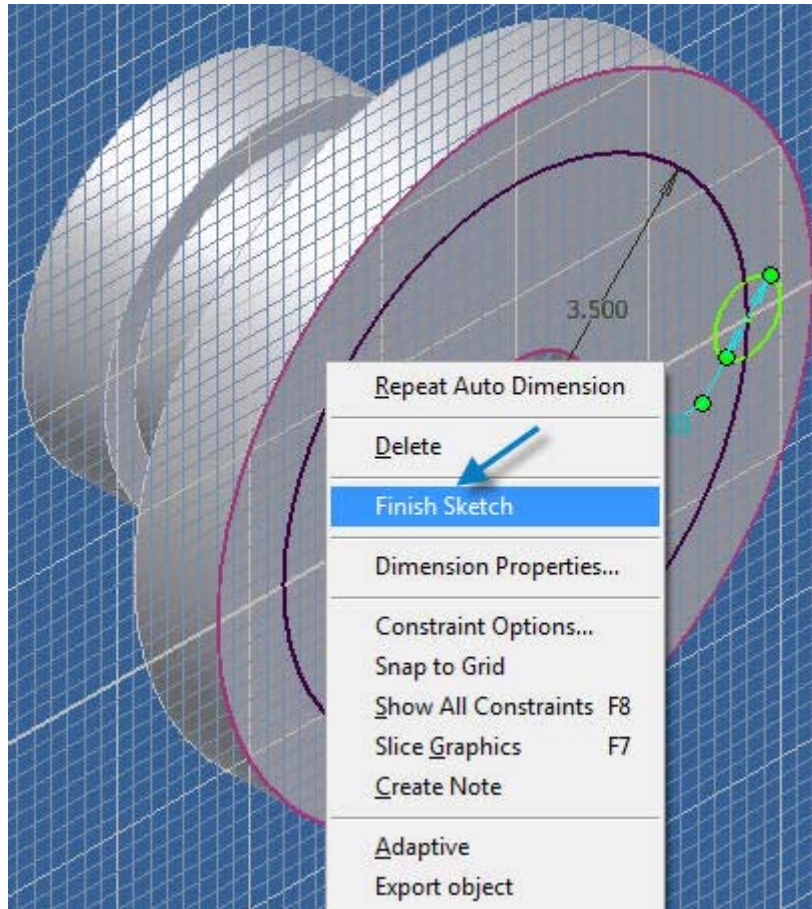 3.500
Repeat Auto Dimension
Delete
Finish Sketch
Dimension Properties...
Constraint Options...
Snap to Grid
Show All Constraints F8
Slice Graphics F7
Create Note
Adaptive
Export object